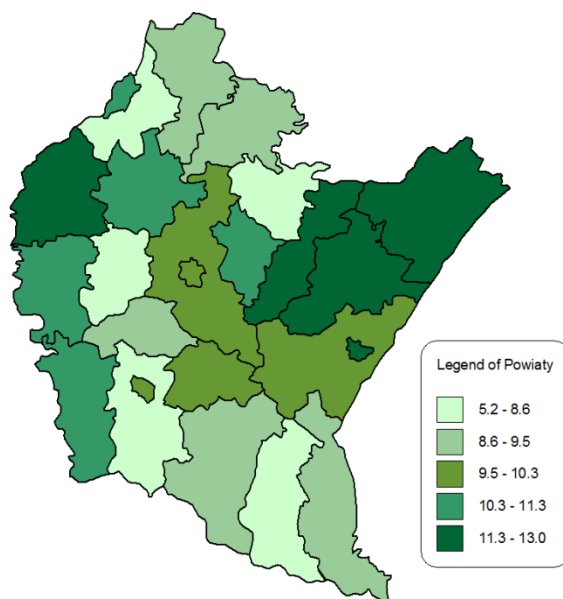 Legend of Powiaty
5.2 - 8.6
8.6 - 9.5
9.5 - 10.3
10.3 - 11.3
11.3 - 13.0